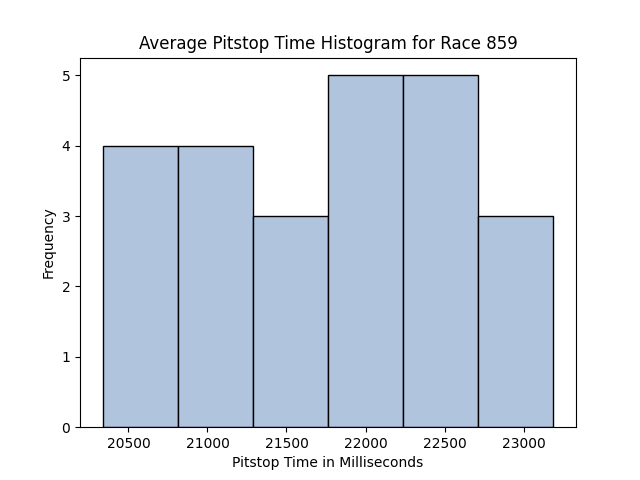 Average Pitstop Time Histogram for Race 859
5
4
3
2
1
0
Frequency
20500 21000 21500 22000 22500 23000
Pitstop Time in Milliseconds